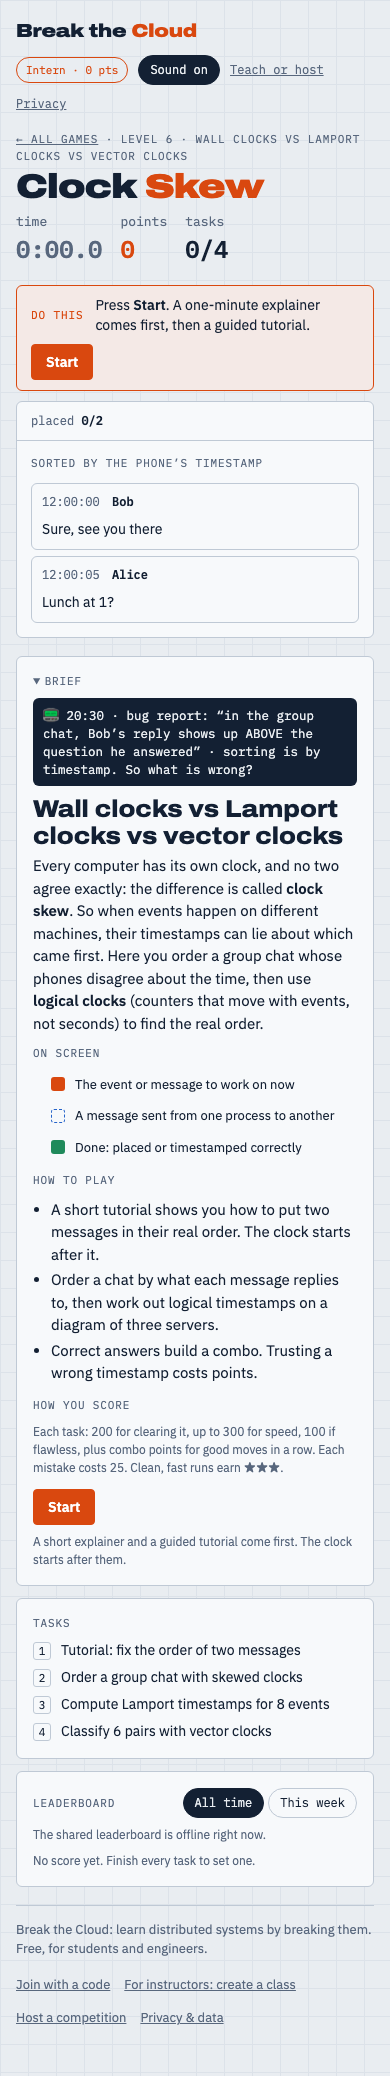 Break the Cloud
Intern · 0 pts
Sound on
Teach or host
Privacy
← ALL GAMES · LEVEL 6 · WALL CLOCKS VS LAMPORT
CLOCKS VS VECTOR CLOCKS
Clock Skew
time points tasks
0:00.0 0 0/4
DO THIS
Press Start. A one-minute explainer
comes first, then a guided tutorial.
Start
placed 0/2
SORTED BY THE PHONE’S TIMESTAMP
12:00:00 Bob
Sure, see you there
12:00:05 Alice
Lunch at 1?
▼ BRIEF
📟 20:30 · bug report: “in the group
chat, Bob’s reply shows up ABOVE the
question he answered” · sorting is by
timestamp. So what is wrong?
Wall clocks vs Lamport
clocks vs vector clocks
Every computer has its own clock, and no two
agree exactly: the difference is called clock
skew. So when events happen on different
machines, their timestamps can lie about which
came first. Here you order a group chat whose
phones disagree about the time, then use
logical clocks (counters that move with events,
not seconds) to find the real order.
ON SCREEN
The event or message to work on now
A message sent from one process to another
Done: placed or timestamped correctly
HOW TO PLAY
• A short tutorial shows you how to put two
messages in their real order. The clock starts
after it.
• Order a chat by what each message replies
to, then work out logical timestamps on a
diagram of three servers.
• Correct answers build a combo. Trusting a
wrong timestamp costs points.
HOW YOU SCORE
Each task: 200 for clearing it, up to 300 for speed, 100 if
flawless, plus combo points for good moves in a row. Each
mistake costs 25. Clean, fast runs earn ★★★.
Start
A short explainer and a guided tutorial come first. The clock
starts after them.
TASKS
1 Tutorial: fix the order of two messages
2 Order a group chat with skewed clocks
3 Compute Lamport timestamps for 8 events
4 Classify 6 pairs with vector clocks
LEADERBOARD
All time
This week
The shared leaderboard is offline right now.
No score yet. Finish every task to set one.
Break the Cloud: learn distributed systems by breaking them.
Free, for students and engineers.
Join with a code For instructors: create a class
Host a competition Privacy & data